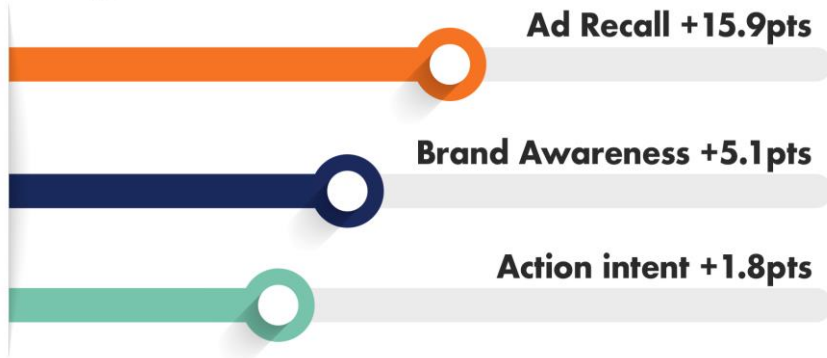 Ad Recall +15.9pts
Brand Awareness +5.1pts
Action intent +1.8pts